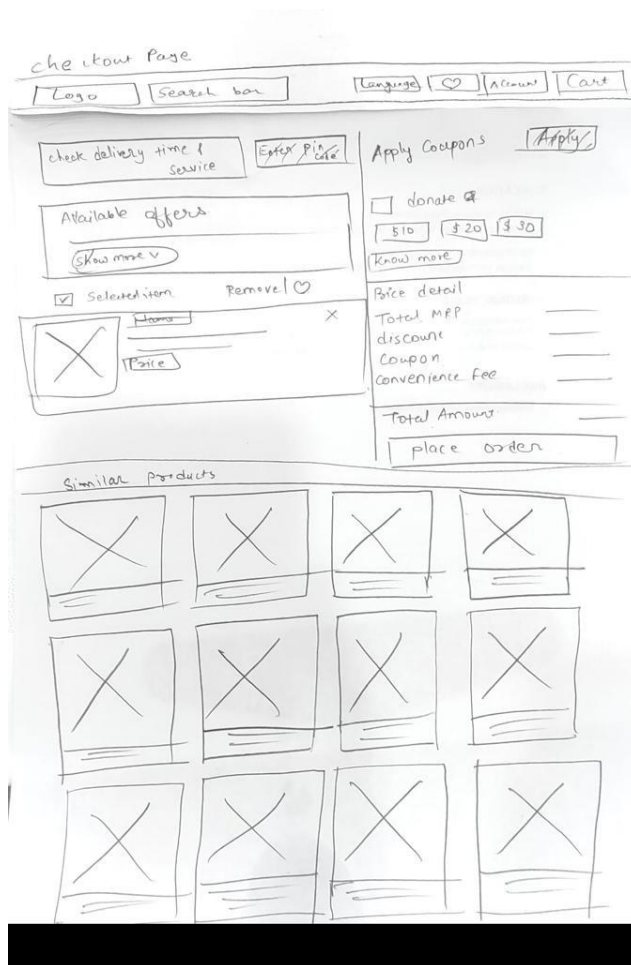 checkout Page
Logo
Search bar
Language
Account
Cart
check delivery time &
service
Enter Pin
code
Apply Coupons
Apply
donate
$10
$20
$30
Know more
Available offers
Show more
Selected item
Remove
Name
Price
Price detail
Total MRP
discount
Coupon
Convenience Fee
Total Amount
place order
Similar products